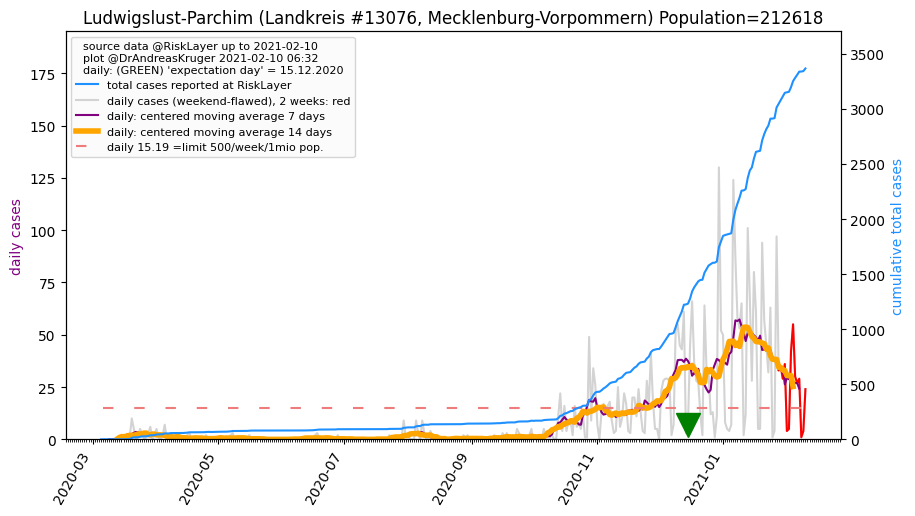 Ludwigslust-Parchim (Landkreis #13076, Mecklenburg-Vorpommern) Population=212618
source data @RiskLayer up to 2021-02-10
plot @DrAndreasKruger 2021-02-10 06:32
daily: (GREEN) 'expectation day' = 15.12.2020
total cases reported at RiskLayer
daily cases (weekend-flawed), 2 weeks: red
daily: centered moving average 7 days
daily: centered moving average 14 days
daily 15.19 =limit 500/week/1mio pop.
daily cases
175
150
125
100
75
50
25
0
cumulative total cases
3500
3000
2500
2000
1500
1000
500
0
2020-03
2020-05
2020-07
2020-09
2020-11
2021-01